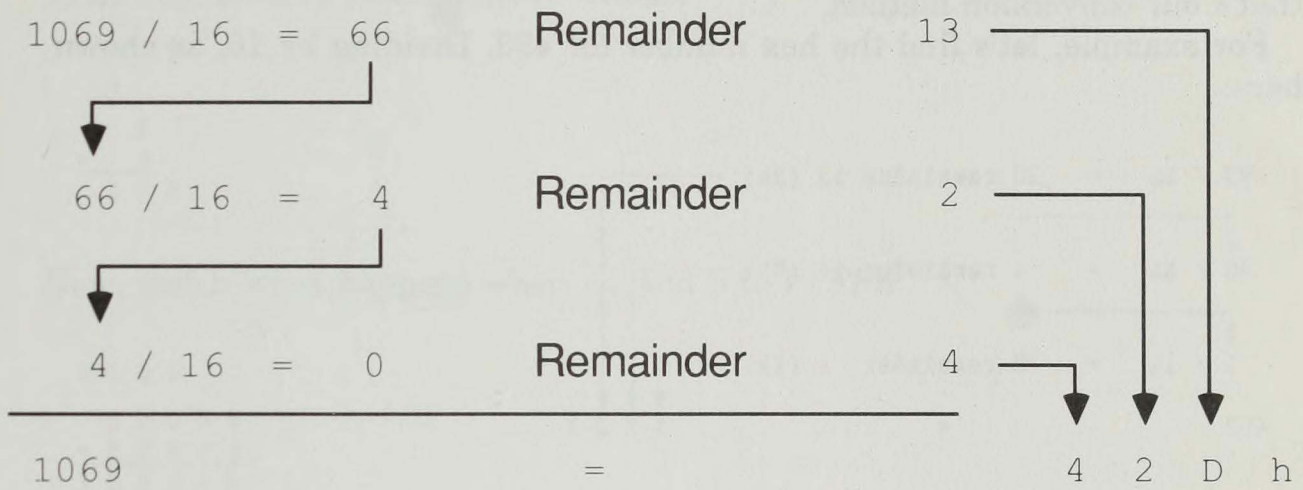 1069 / 16 = 66 Remainder 13
66 / 16 = 4 Remainder 2
4 / 16 = 0 Remainder 4
1069 = 4 2 D h